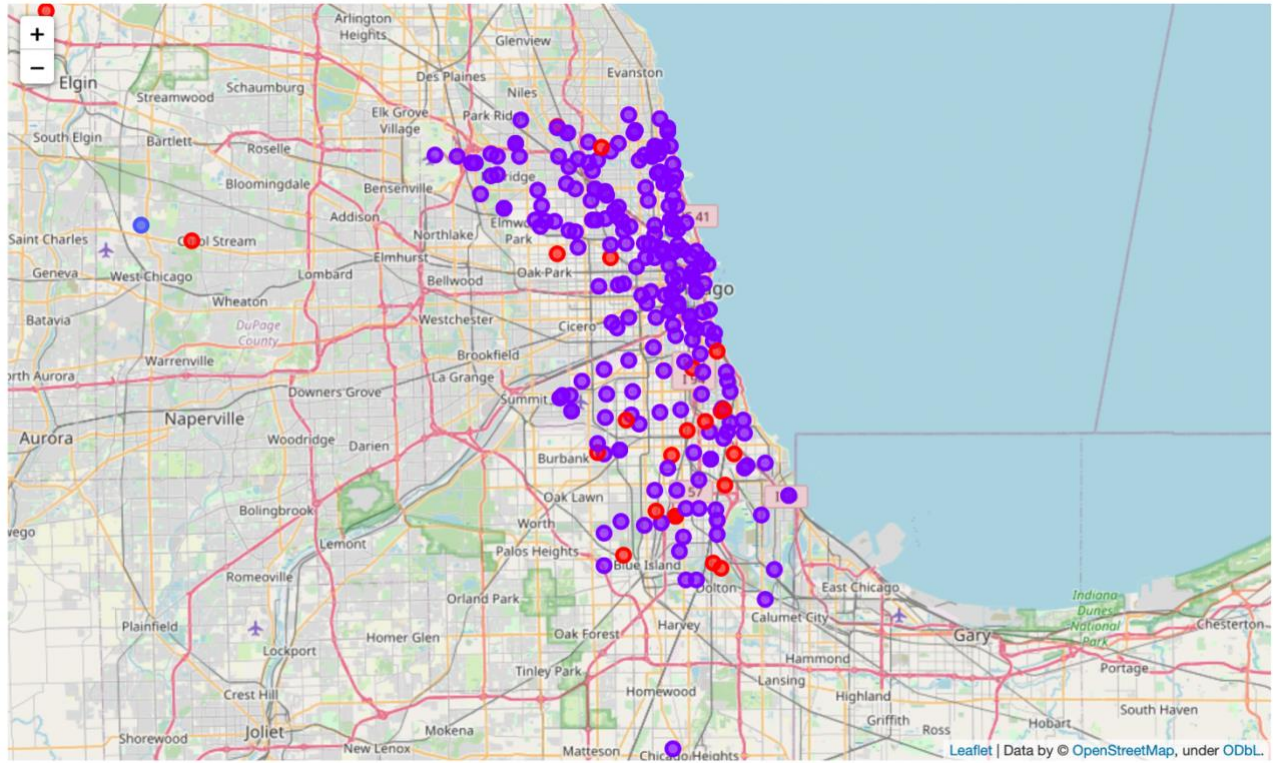 +
−
Arlington
Heights
Glenview
Elgin
Des Plaines
Evanston
Schaumburg
Niles
Streamwood
Elk Grove
Village
Park Rid
South Elgin
Bartlett
Roselle
ridge
Bloomingdale
Bensenville
41
Addison
Elmw
Park
Northlake
Saint Charles
Carol Stream
Elmhurst
Geneva
West Chicago
Lombard
Oak Park
Bellwood
go
Wheaton
Batavia
DuPage
County
Westchester
Cicero
Warrenville
Brookfield
orth Aurora
La Grange
Downers Grove
Summit
Naperville
Aurora
Woodridge
Darien
Burbank
57
Oak Lawn
Bolingbrook
Worth
wego
Lemont
Palos Heights
Blue Island
Romeoville
Dolton
East Chicago
Orland Park
Indiana
Dunes
National
Park
Plainfield
Harvey
Calumet City
Chesterton
Homer Glen
Oak Forest
Gary
Lockport
Hammond
Tinley Park
Portage
Lansing
Crest Hill
Homewood
Highland
South Haven
Griffith
Hobart
Ross
Shorewood
Joliet
Mokena
New Lenox
Matteson
Chicago Heights
Leaflet | Data by © OpenStreetMap, under ODbL.